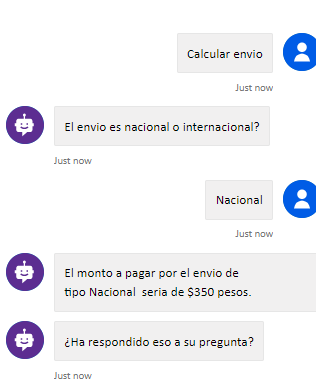 Calcular envio
Just now
El envio es nacional o internacional?
Just now
Nacional
Just now
El monto a pagar por el envio de
tipo Nacional seria de $350 pesos.
¿Ha respondido eso a su pregunta?
Just now